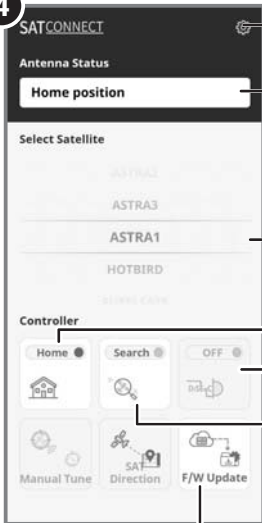 4
SATCONNECT
Antenna Status
Home position
Select Satellite
ASTRA2
ASTRA3
ASTRA1
HOTBIRD
Controller
Home Search OFF
DiSEqC
Manual Tune SAT Direction F/W Update